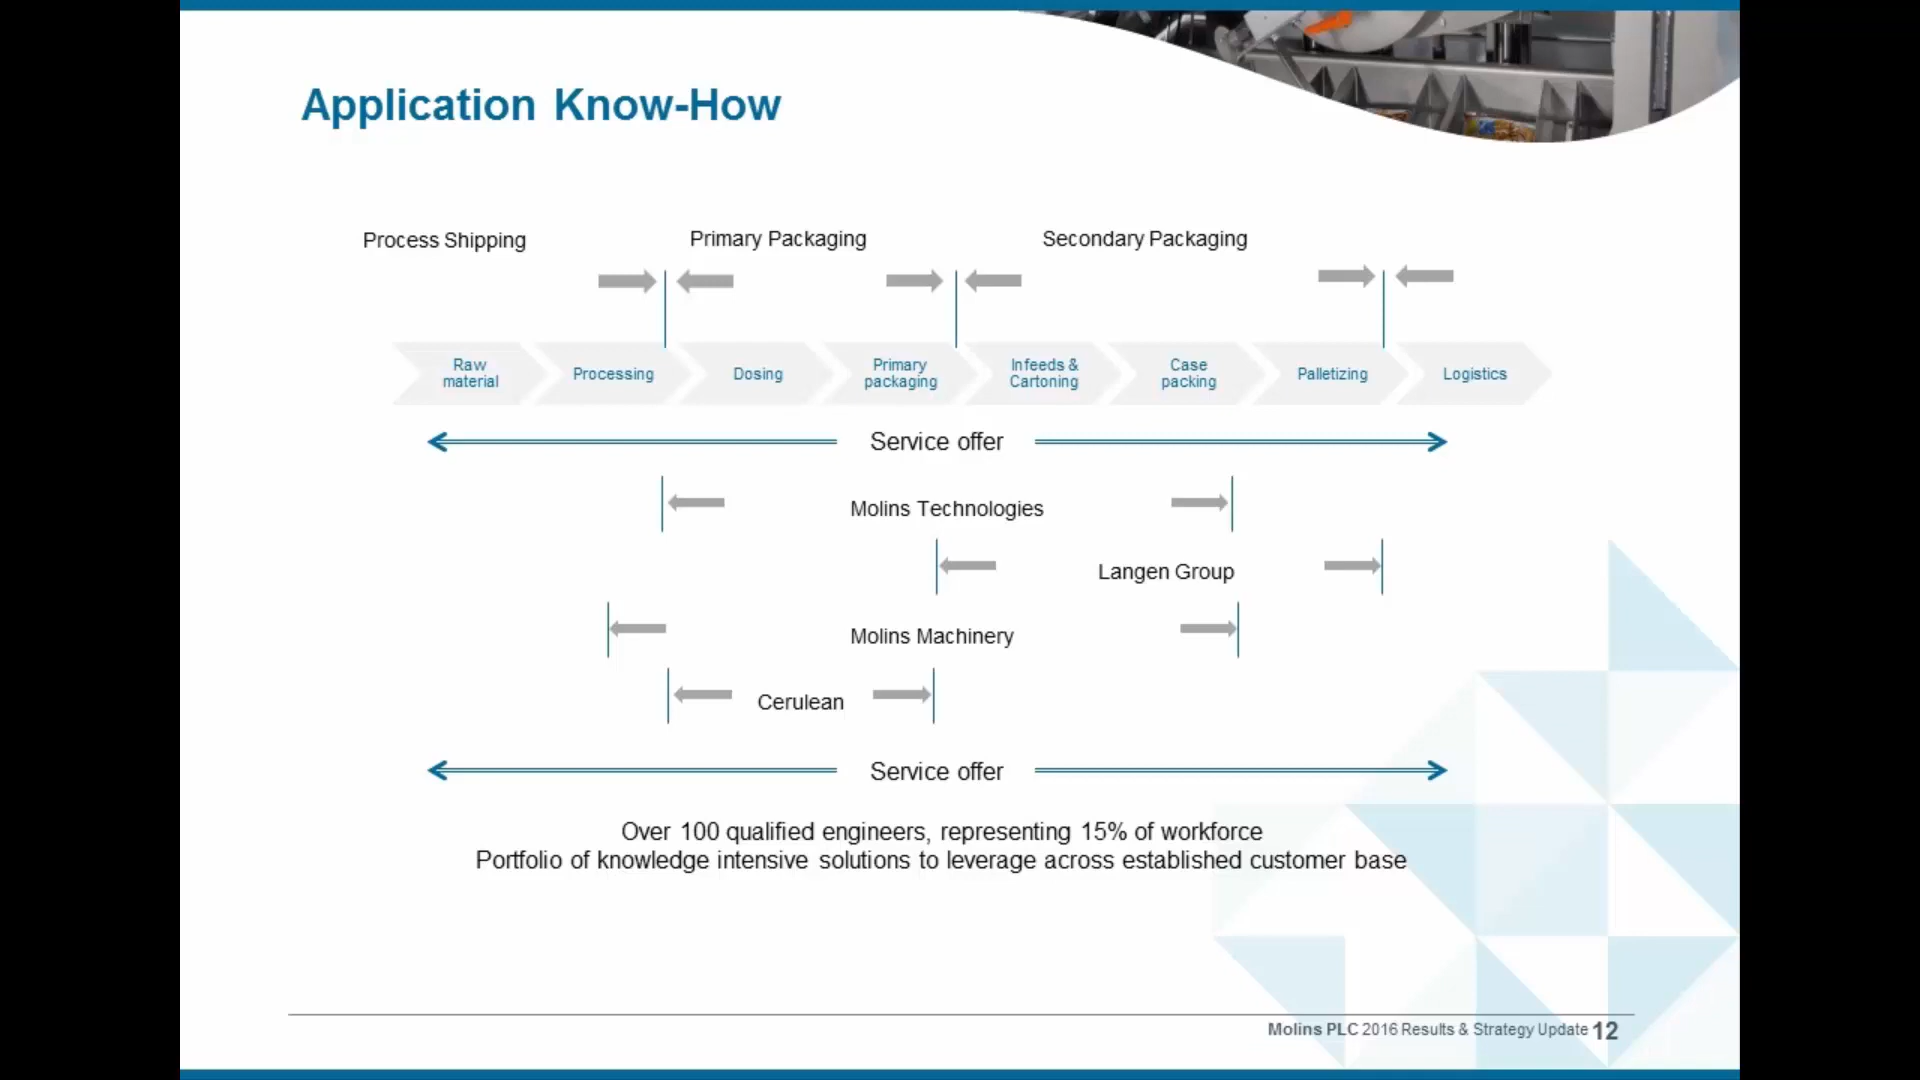 Application Know-How
Process Shipping
Primary Packaging
Secondary Packaging
Raw
material
Processing
Dosing
Primary
packaging
Infeeds &
Cartoning
Case
packing
Palletizing
Logistics
Service offer
Molins Technologies
Langen Group
Molins Machinery
Cerulean
Service offer
Over 100 qualified engineers, representing 15% of workforce
Portfolio of knowledge intensive solutions to leverage across established customer base
Molins PLC 2016 Results & Strategy Update 12